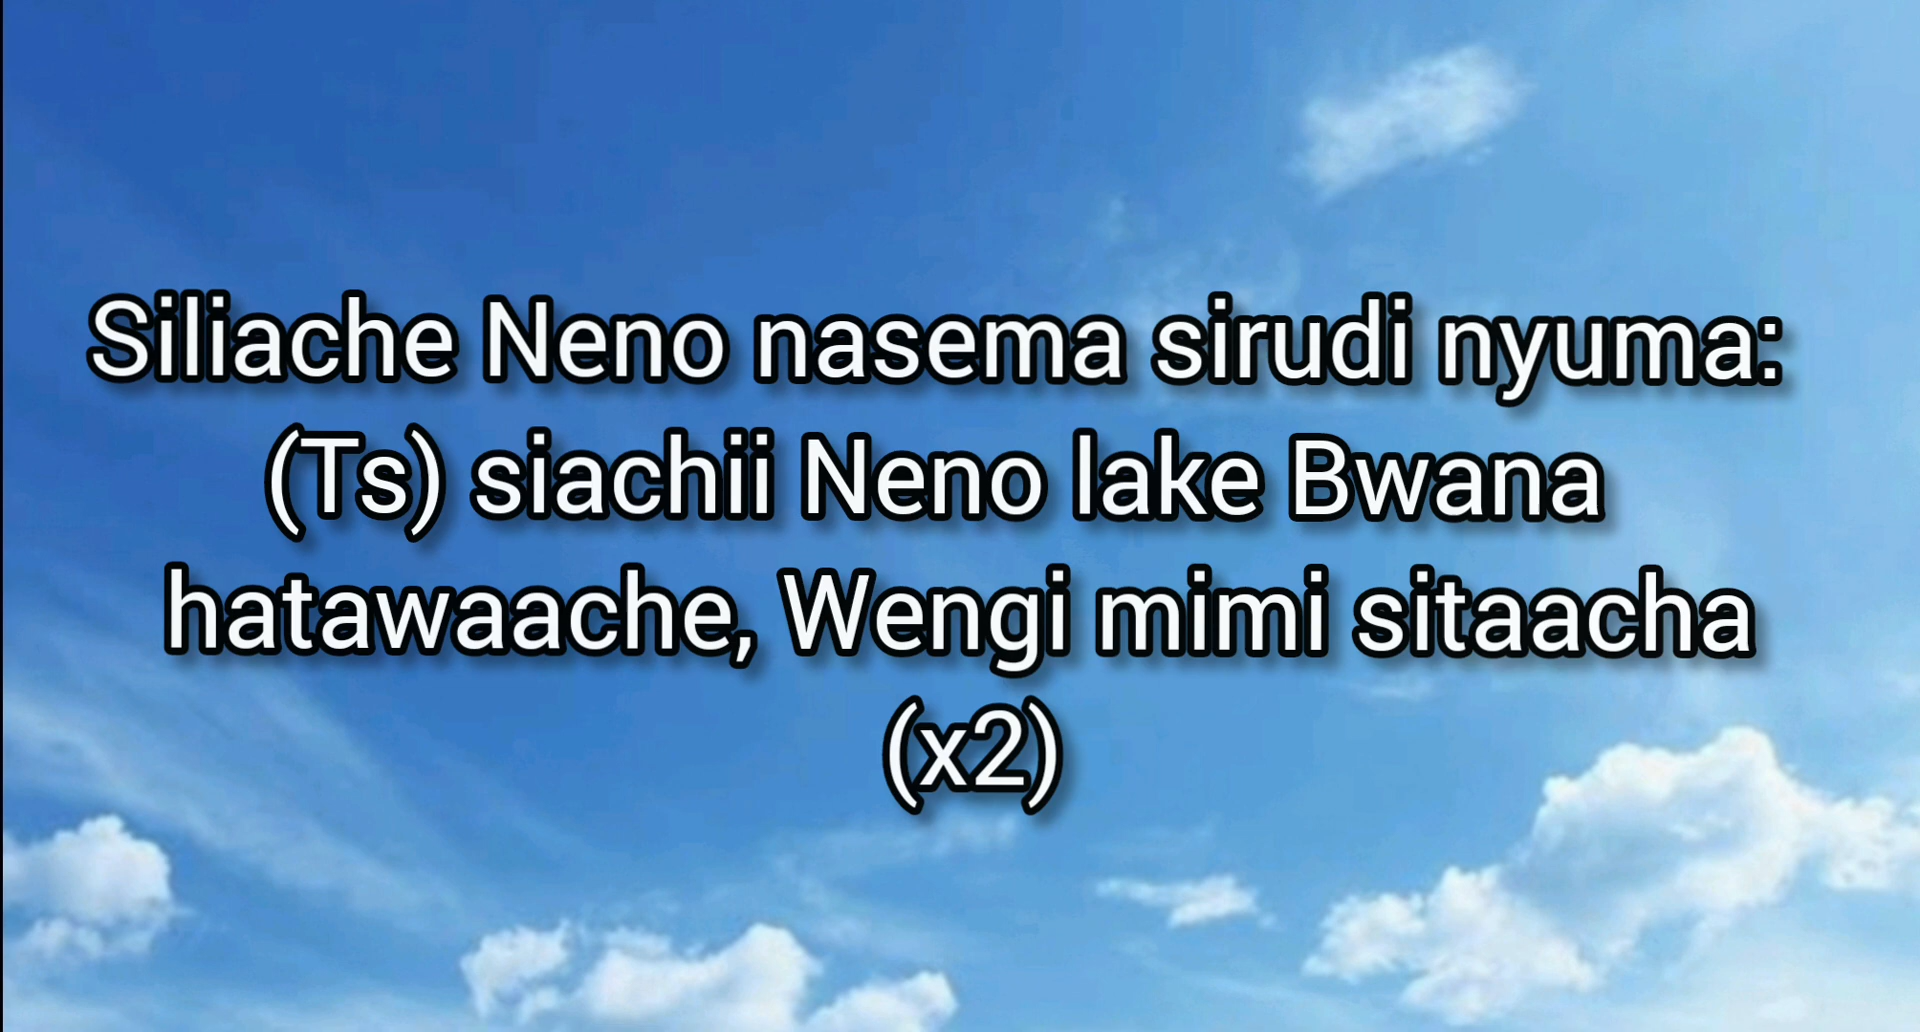 Siliache Neno nasema sirudi nyuma:
(Ts) siachii Neno lake Bwana
hatawaache, Wengi mimi sitaacha
(x2)